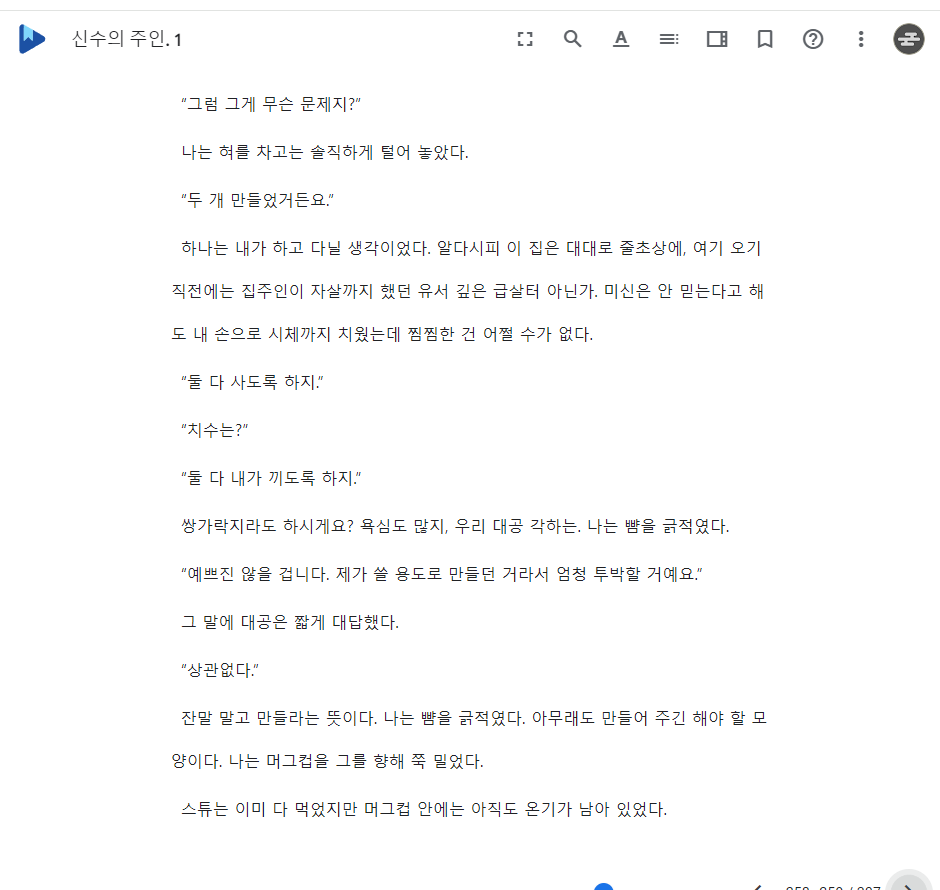 신수의 주인. 1
“그럼 그게 무슨 문제지?”
나는 혀를 차고는 솔직하게 털어 놓았다.
“두 개 만들었거든요.”
하나는 내가 하고 다닐 생각이었다. 알다시피 이 집은 대대로 줄초상에, 여기 오기
직전에는 집주인이 자살까지 했던 유서 깊은 급살터 아닌가. 미신은 안 믿는다고 해
도 내 손으로 시체까지 치웠는데 찜찜한 건 어쩔 수가 없다.
“둘 다 사도록 하지.”
“치수는?”
“둘 다 내가 끼도록 하지.”
쌍가락지라도 하시게요? 욕심도 많지, 우리 대공 각하는. 나는 뺨을 긁적였다.
“예쁘진 않을 겁니다. 제가 쓸 용도로 만들던 거라서 엄청 투박할 거예요.”
그 말에 대공은 짧게 대답했다.
“상관없다.”
잔말 말고 만들라는 뜻이다. 나는 뺨을 긁적였다. 아무래도 만들어 주긴 해야 할 모
양이다. 나는 머그컵을 그를 향해 쭉 밀었다.
스튜는 이미 다 먹었지만 머그컵 안에는 아직도 온기가 남아 있었다.